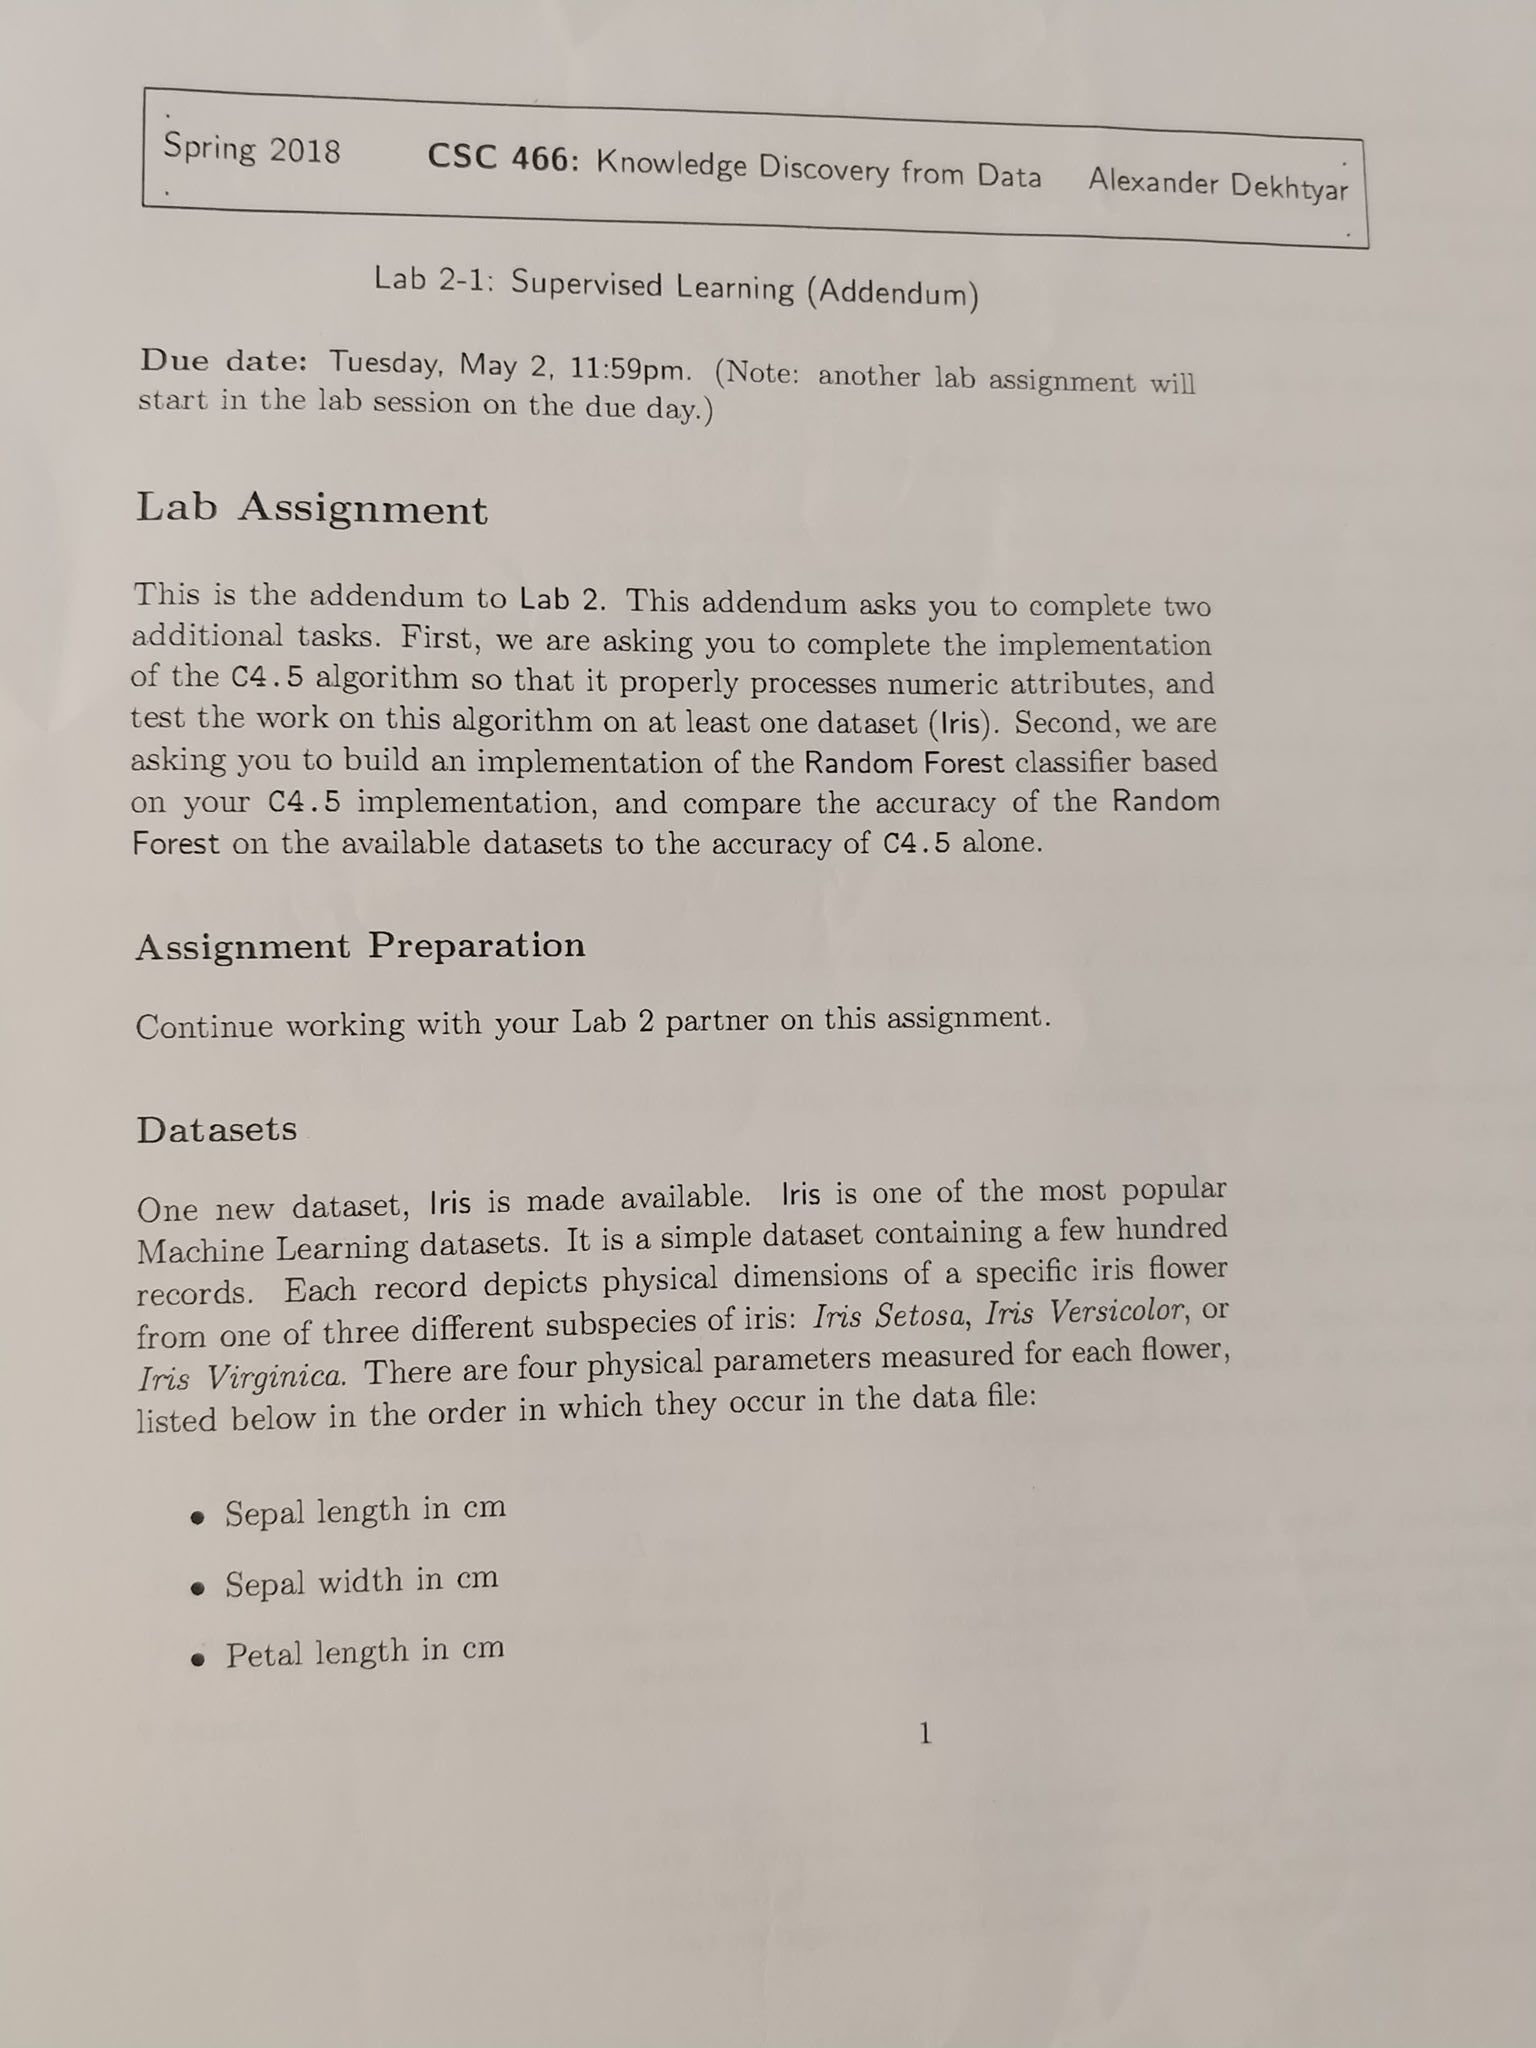 Spring 2018 CSC 466: Knowledge Discovery from Data Alexander Dekhtyar
Lab 2-1: Supervised Learning (Addendum)
Due date: Tuesday, May 2, 11:59pm. (Note: another lab assignment will
start in the lab session on the due day.)
Lab Assignment
This is the addendum to Lab 2. This addendum asks you to complete two
additional tasks. First, we are asking you to complete the implementation
of the C4.5 algorithm so that it properly processes numeric attributes, and
test the work on this algorithm on at least one dataset (Iris). Second, we are
asking you to build an implementation of the Random Forest classifier based
on your C4.5 implementation, and compare the accuracy of the Random
Forest on the available datasets to the accuracy of C4.5 alone.
Assignment Preparation
Continue working with your Lab 2 partner on this assignment.
Datasets
One new dataset, Iris is made available. Iris is one of the most popular
Machine Learning datasets. It is a simple dataset containing a few hundred
records. Each record depicts physical dimensions of a specific iris flower
from one of three different subspecies of iris: Iris Setosa, Iris Versicolor, or
Iris Virginica. There are four physical parameters measured for each flower,
listed below in the order in which they occur in the data file:
• Sepal length in cm
• Sepal width in cm
• Petal length in cm
1